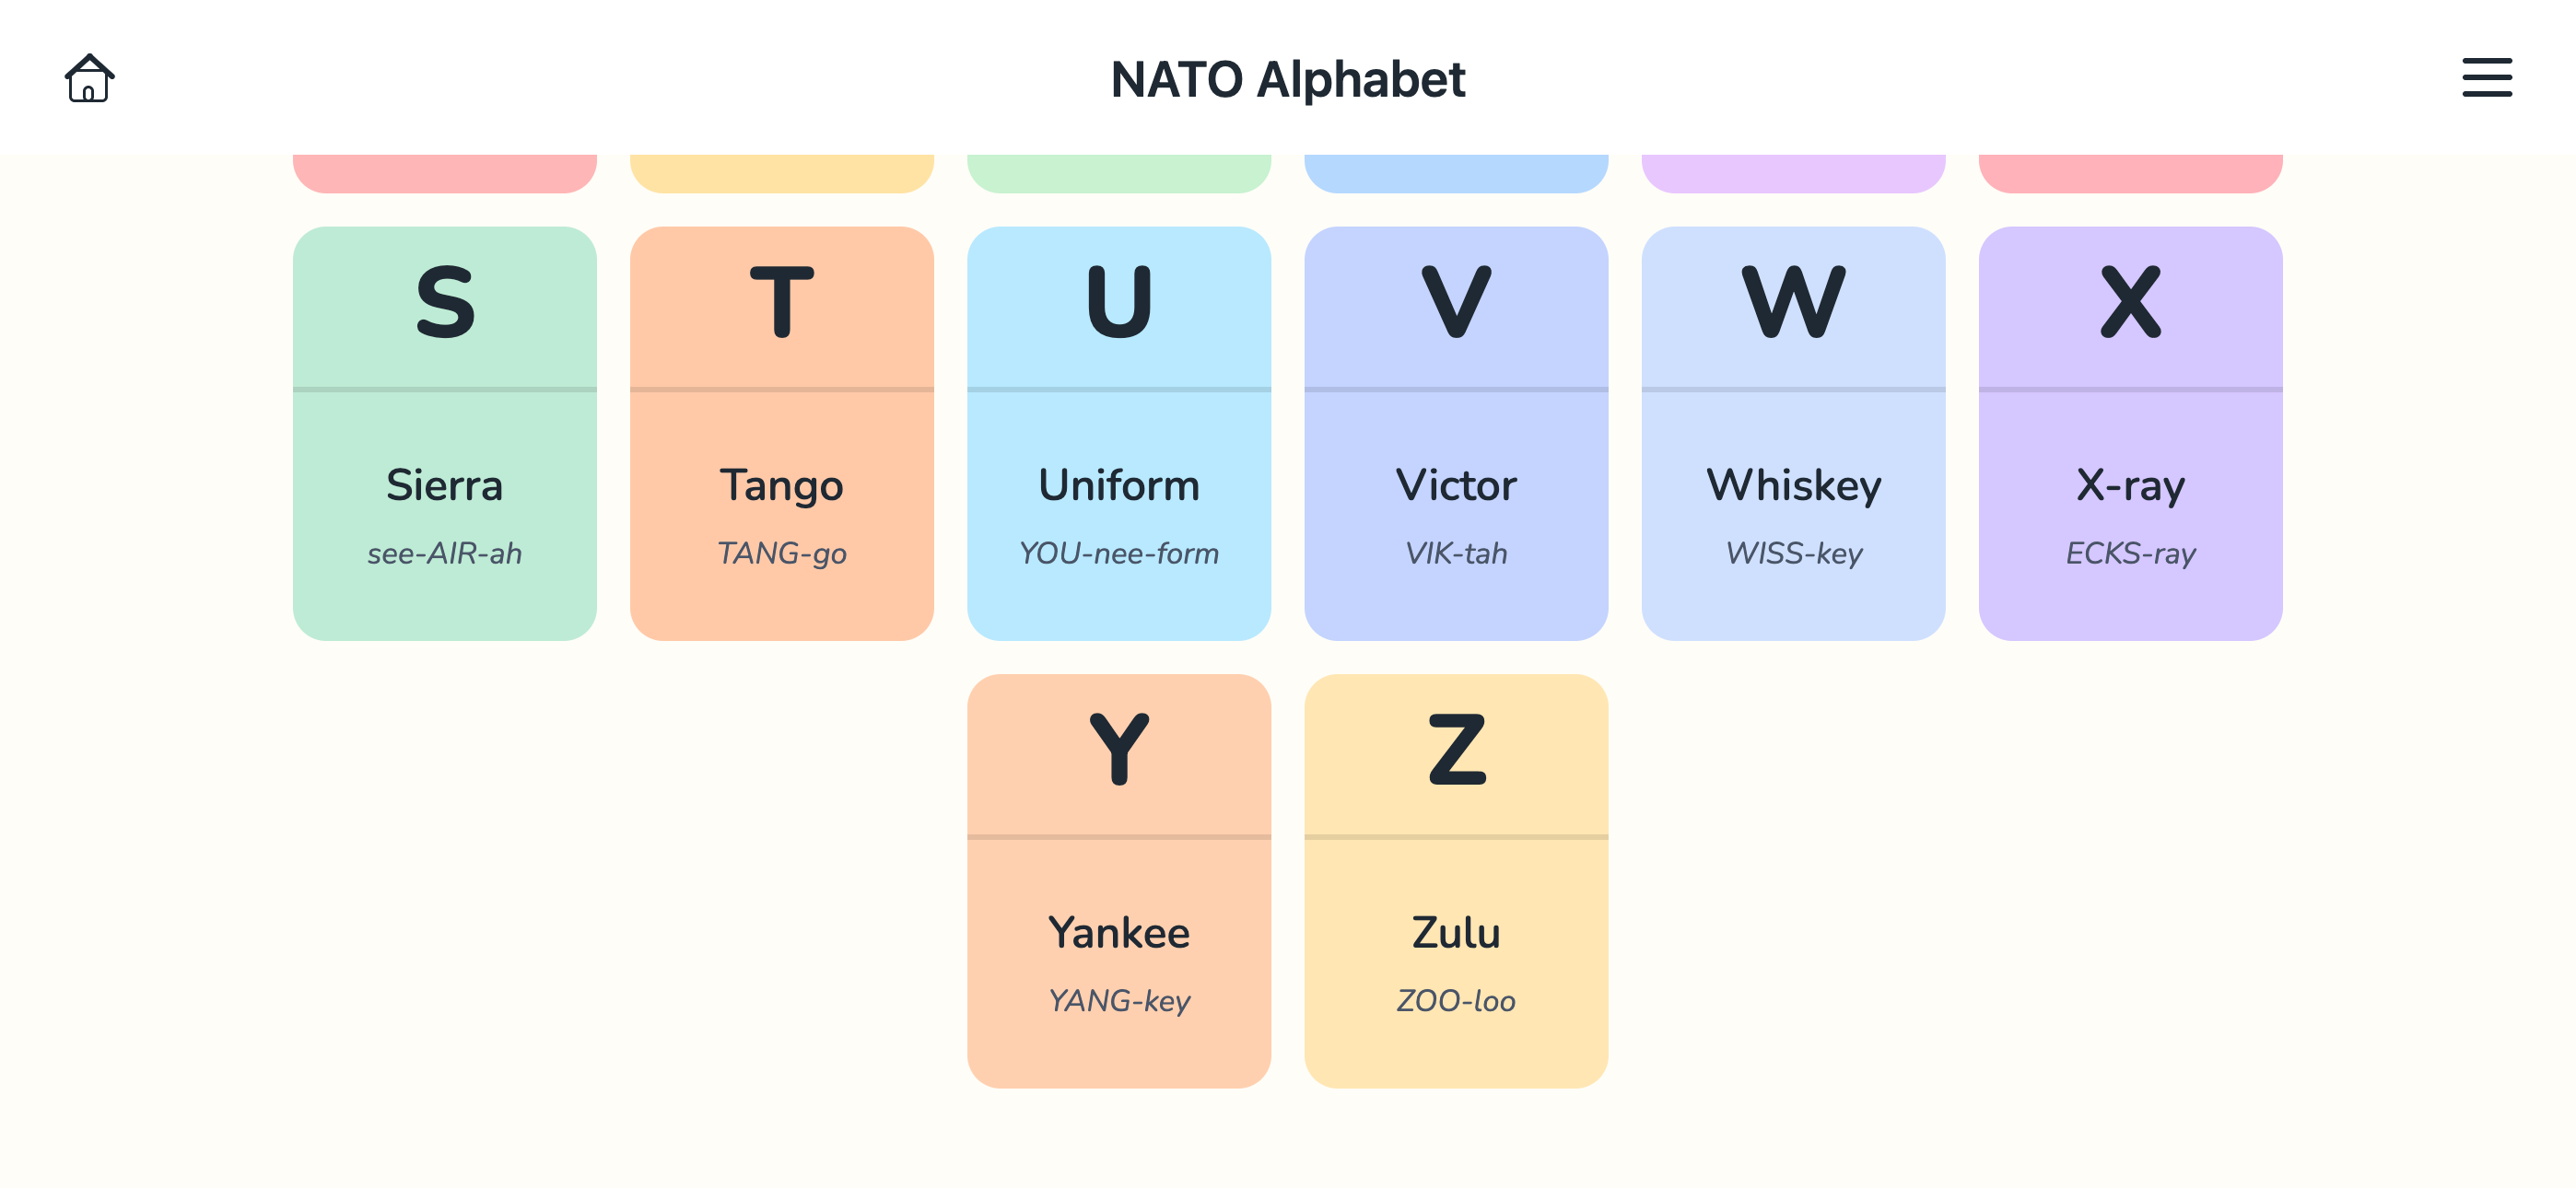 NATO Alphabet
S
T
U
V
W
X
Sierra
Tango
Uniform
Victor
Whiskey
X-ray
see-AIR-ah
TANG-go
YOU-nee-form
VIK-tah
WISS-key
ECKS-ray
Y
Z
Yankee
Zulu
YANG-key
ZOO-loo